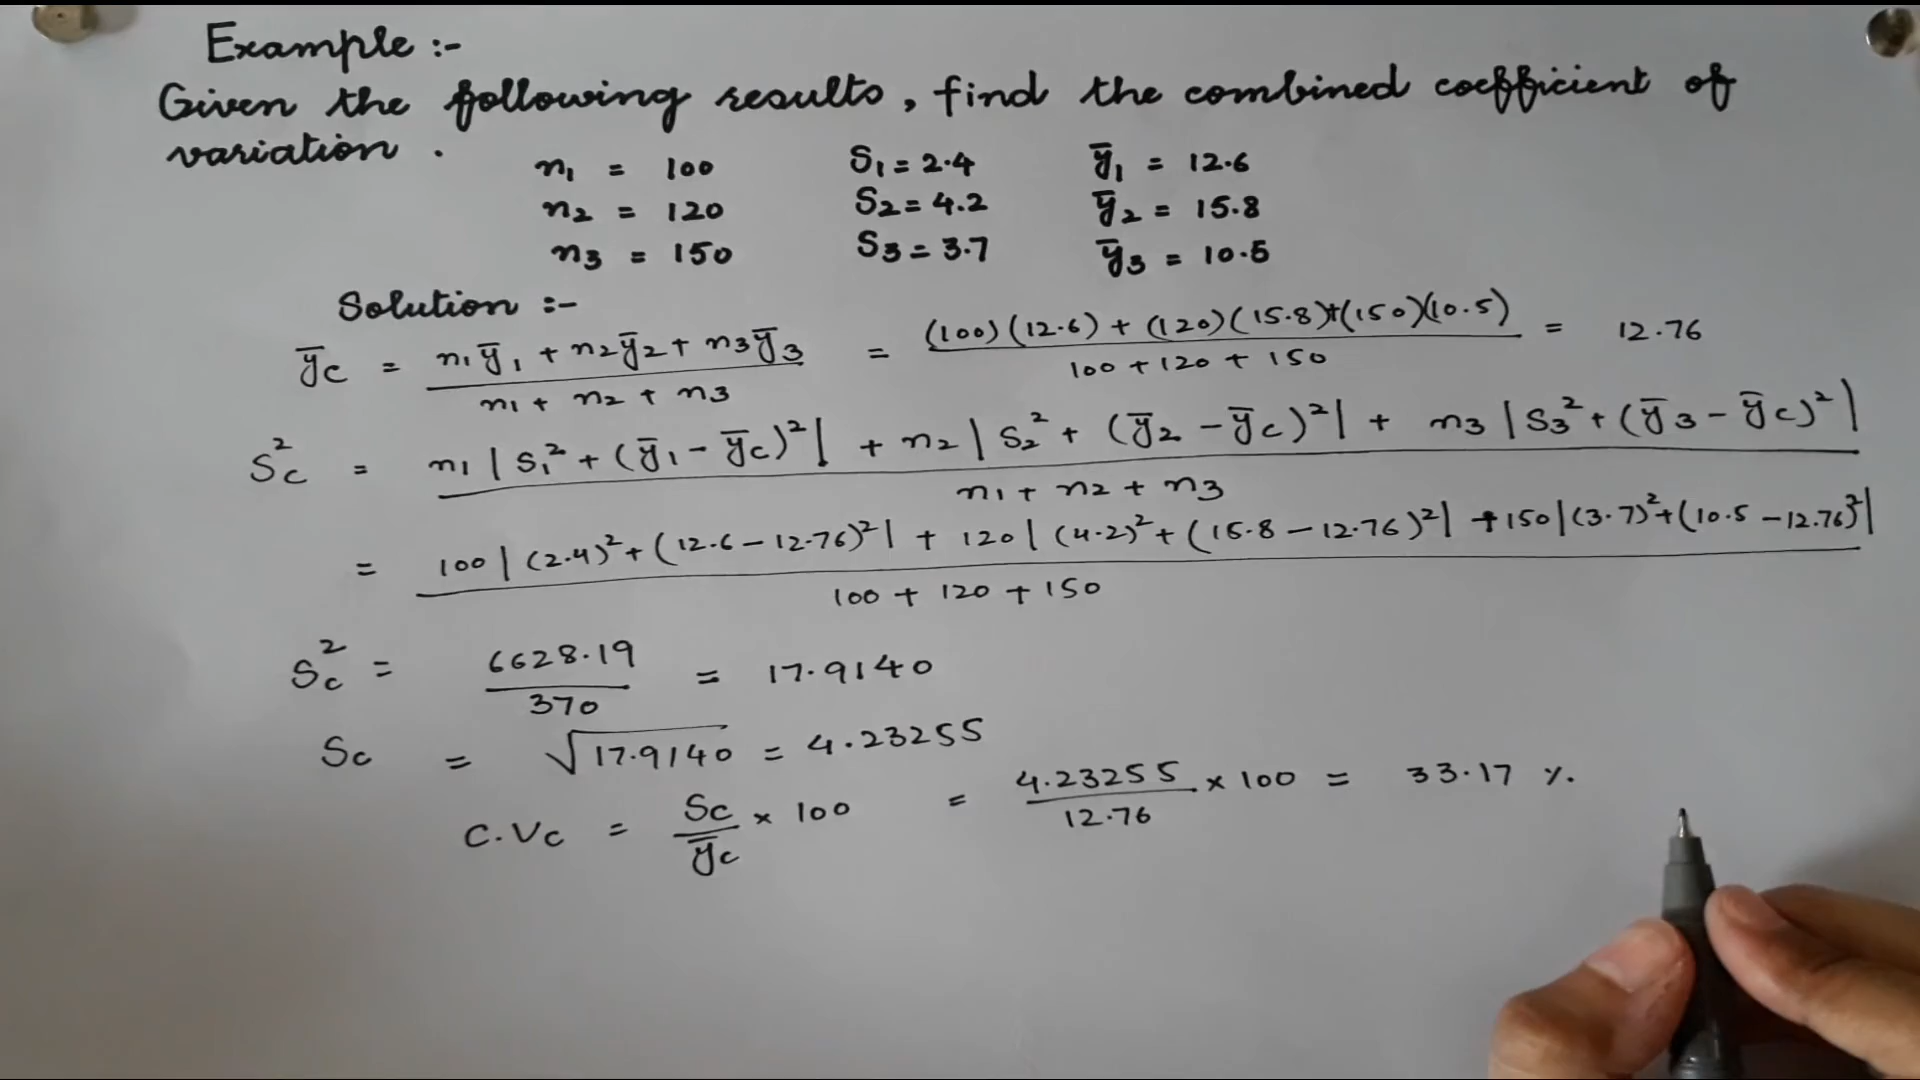 Example :-
Given the following results, find the combined coefficient of
variation .
n₁ = 100 S₁ = 2.4 ȳ₁ = 12.6
n₂ = 120 S₂ = 4.2 ȳ₂ = 15.8
n₃ = 150 S₃ = 3.7 ȳ₃ = 10.5
Solution :-
ȳc = (n₁ȳ₁ + n₂ȳ₂ + n₃ȳ₃) / (n₁ + n₂ + n₃) = ((100)(12.6) + (120)(15.8) + (150)(10.5)) / (100 + 120 + 150) = 12.76
Sc² = (n₁ | S₁² + (ȳ₁ - ȳc)² | + n₂ | S₂² + (ȳ₂ - ȳc)² | + n₃ | S₃² + (ȳ₃ - ȳc)² |) / (n₁ + n₂ + n₃)
= (100 | (2.4)² + (12.6 - 12.76)² | + 120 | (4.2)² + (15.8 - 12.76)² | + 150 | (3.7)² + (10.5 - 12.76)² |) / (100 + 120 + 150)
Sc² = 6628.19 / 370 = 17.9140
Sc = √17.9140 = 4.23255
C.Vc = Sc / ȳc × 100 = 4.23255 / 12.76 × 100 = 33.17 %.